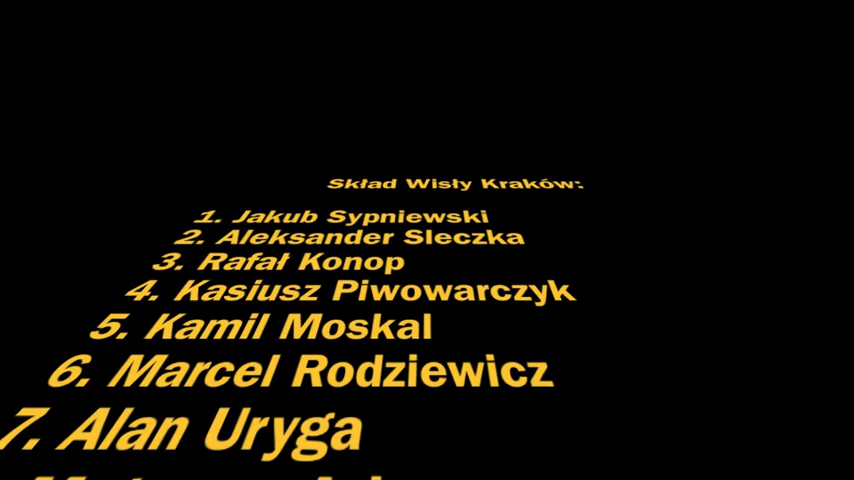 Skład Wisły Kraków:
1. Jakub Sypniewski
2. Aleksander Sleczka
3. Rafał Konop
4. Kasiusz Piwowarczyk
5. Kamil Moskal
6. Marcel Rodziewicz
7. Alan Uryga